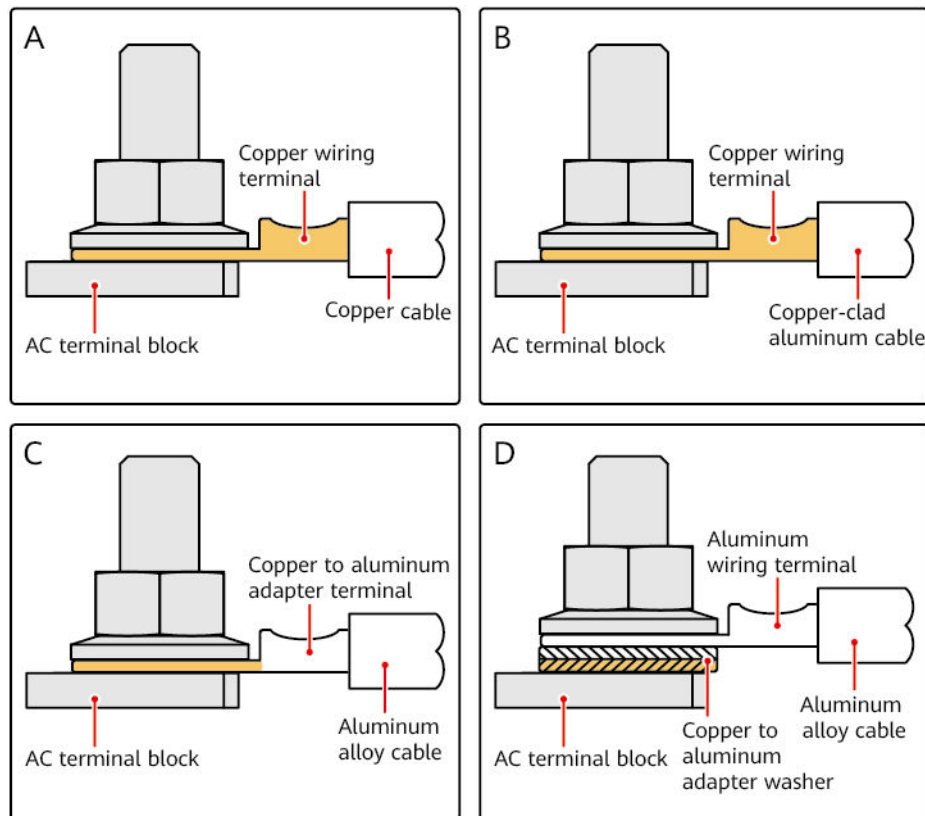 A
Copper wiring
terminal
Copper cable
AC terminal block
B
Copper wiring
terminal
Copper-clad
aluminum cable
AC terminal block
C
Copper to aluminum
adapter terminal
Aluminum
alloy cable
AC terminal block
D
Aluminum
wiring terminal
Aluminum
alloy cable
Copper to
aluminum
adapter washer
AC terminal block